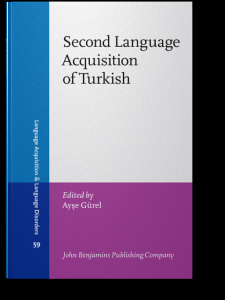 Second Language
Acquisition
of Turkish
Edited by
Ayşe Gürel
John Benjamins Publishing Company
Language Acquisition & Language Disorders
59